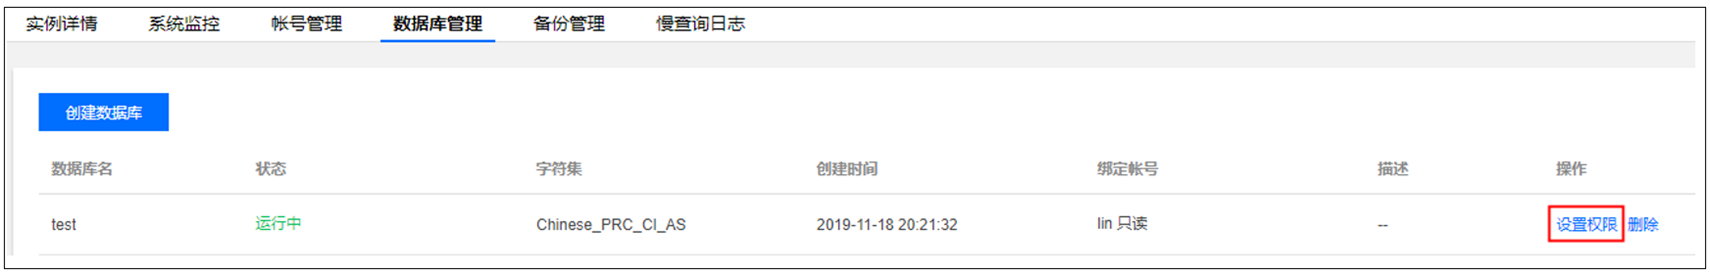 实例详情 系统监控 帐号管理 数据库管理 备份管理 慢查询日志
创建数据库
数据库名 状态 字符集 创建时间 绑定帐号 描述 操作
test 运行中 Chinese_PRC_CI_AS 2019-11-18 20:21:32 lin 只读 -- 设置权限 删除